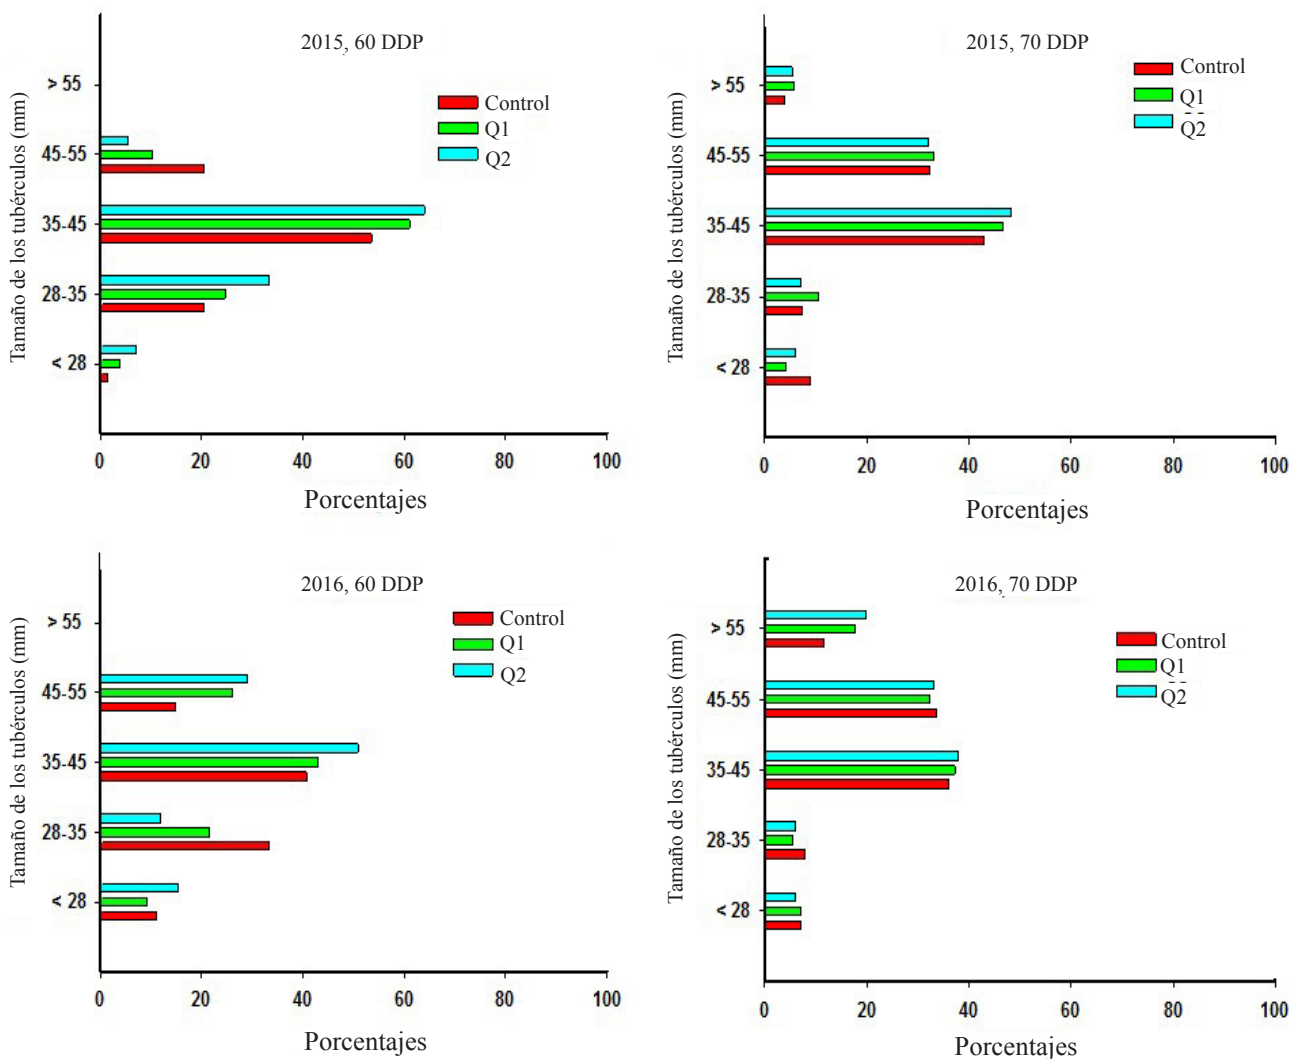 2015, 60 DDP
Tamaño de los tubérculos (mm)
> 55
45-55
35-45
28-35
< 28
Control
Q1
Q2
0 20 40 60 80 100
Porcentajes
2015, 70 DDP
Tamaño de los tubérculos (mm)
> 55
45-55
35-45
28-35
< 28
Control
Q1
Q2
0 20 40 60 80 100
Porcentajes
2016, 60 DDP
Tamaño de los tubérculos (mm)
> 55
45-55
35-45
28-35
< 28
Control
Q1
Q2
0 20 40 60 80 100
Porcentajes
2016, 70 DDP
Tamaño de los tubérculos (mm)
> 55
45-55
35-45
28-35
< 28
Control
Q1
Q2
0 20 40 60 80 100
Porcentajes